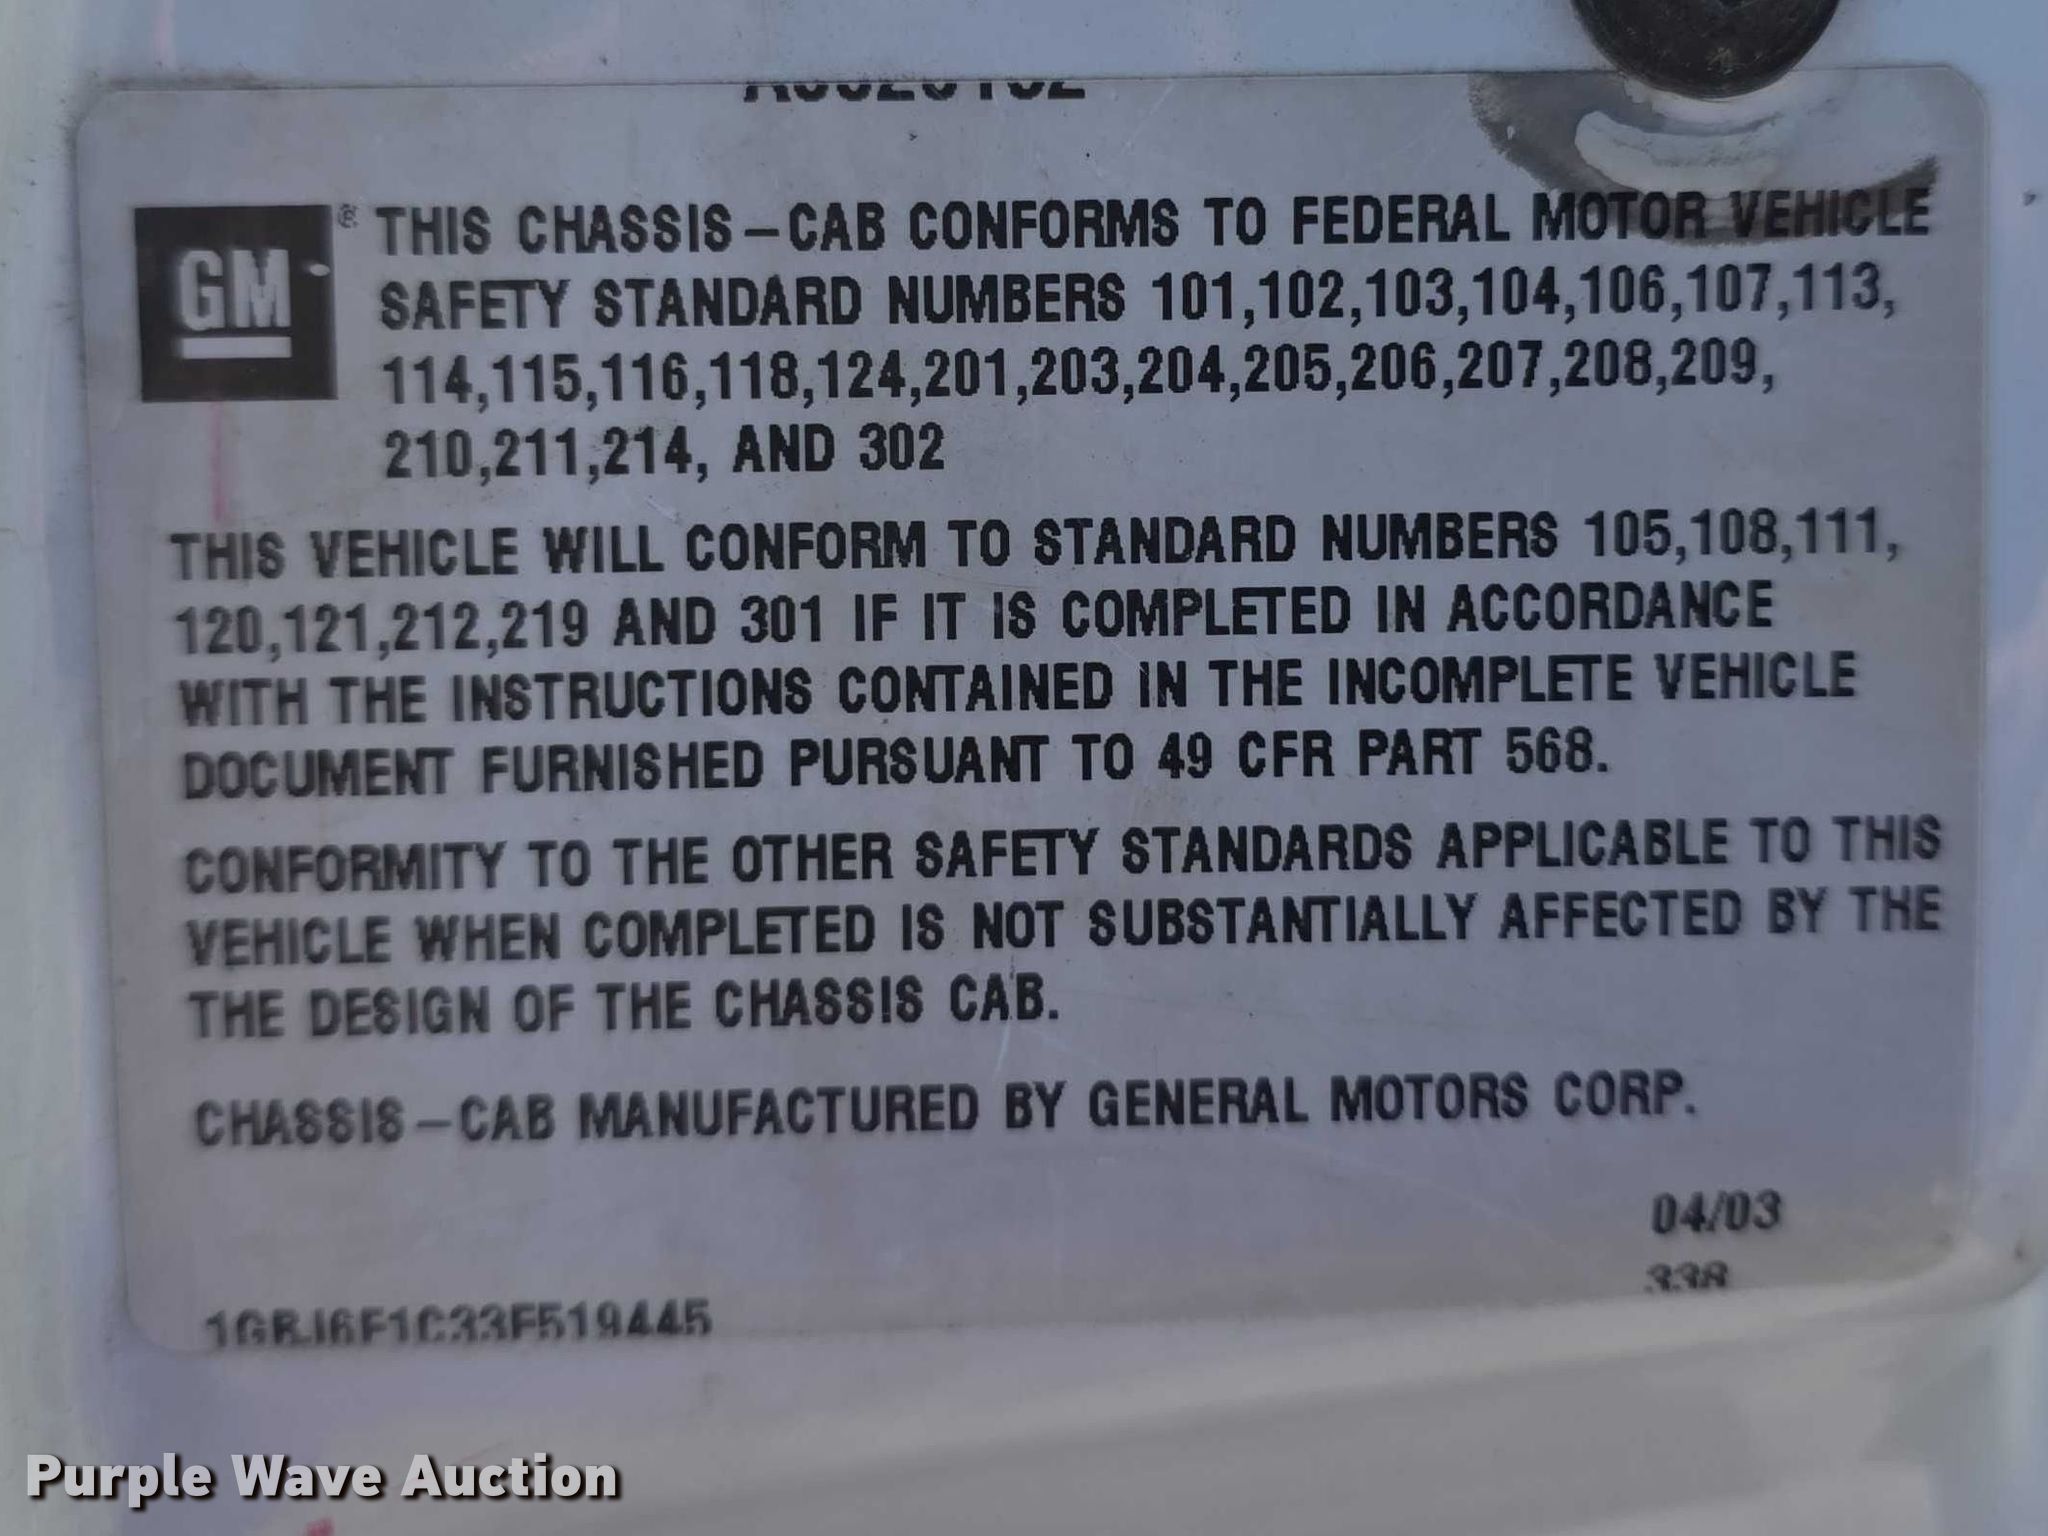 GM
® THIS CHASSIS-CAB CONFORMS TO FEDERAL MOTOR VEHICLE
SAFETY STANDARD NUMBERS 101,102,103,104,106,107,113,
114,115,116,118,124,201,203,204,205,206,207,208,209,
210,211,214, AND 302
THIS VEHICLE WILL CONFORM TO STANDARD NUMBERS 105,108,111,
120,121,212,219 AND 301 IF IT IS COMPLETED IN ACCORDANCE
WITH THE INSTRUCTIONS CONTAINED IN THE INCOMPLETE VEHICLE
DOCUMENT FURNISHED PURSUANT TO 49 CFR PART 568.
CONFORMITY TO THE OTHER SAFETY STANDARDS APPLICABLE TO THIS
VEHICLE WHEN COMPLETED IS NOT SUBSTANTIALLY AFFECTED BY THE
THE DESIGN OF THE CHASSIS CAB.
CHASSIS-CAB MANUFACTURED BY GENERAL MOTORS CORP.
04/03
338
1GBJ6F1C33F519445
Purple Wave Auction